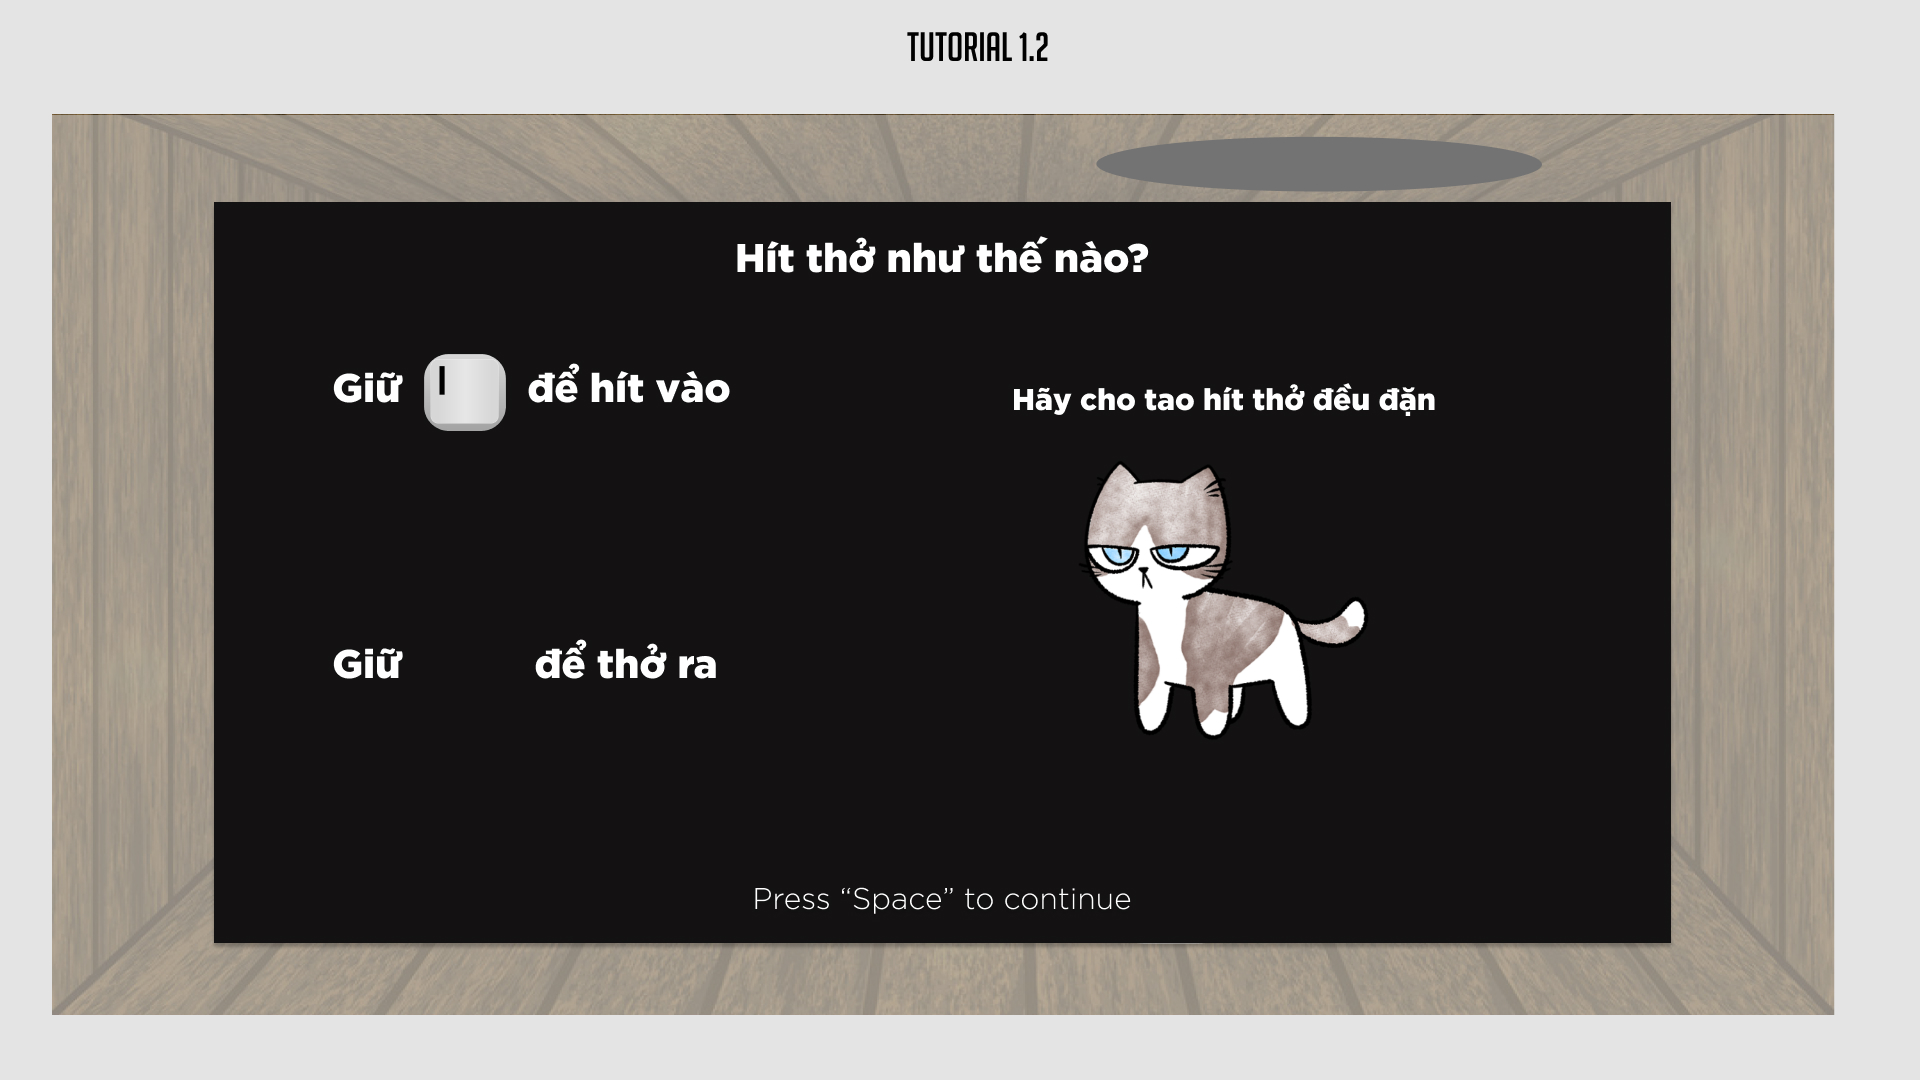 TUTORIAL 1.2
Hít thở như thế nào?
Giữ I để hít vào
Hãy cho tao hít thở đều đặn
Giữ để thở ra
Press “Space” to continue